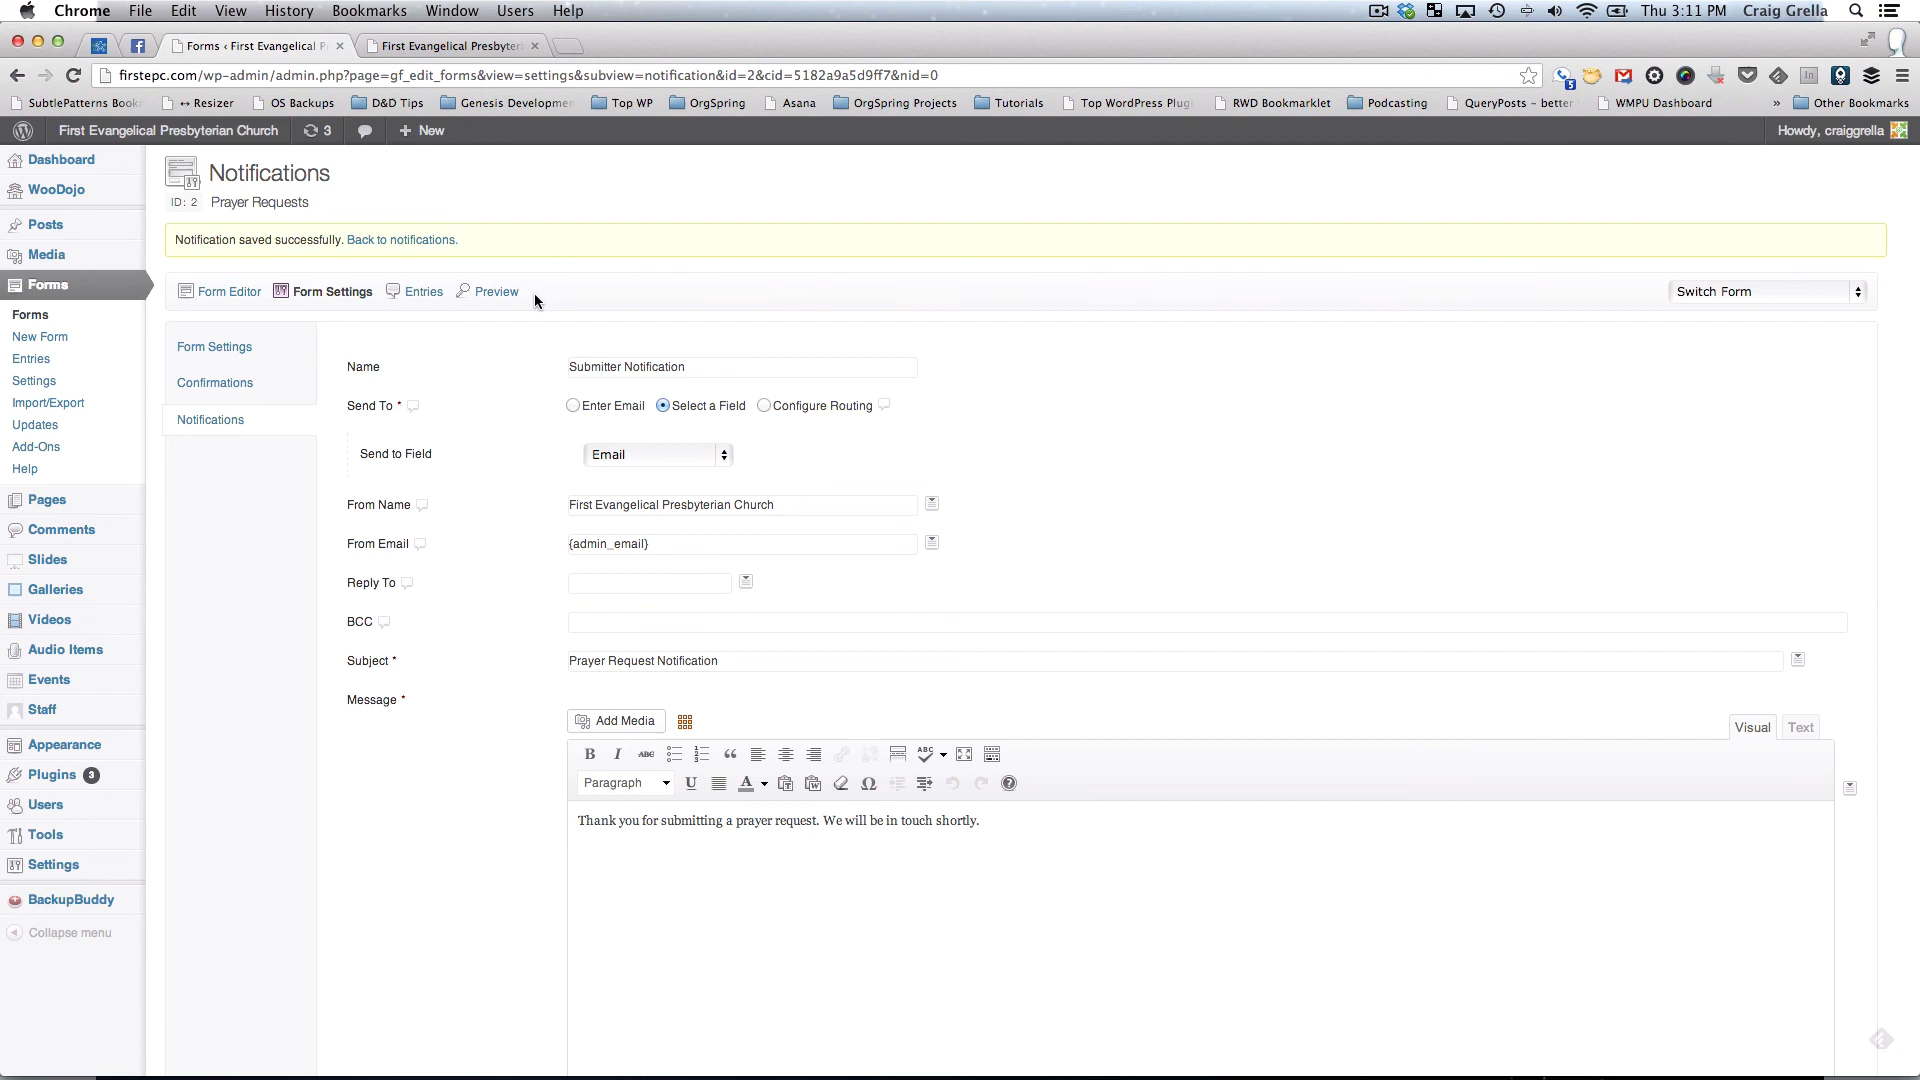 Chrome File Edit View History Bookmarks Window Users Help Thu 3:11 PM Craig Grella
Forms ‹ First Evangelical P First Evangelical Presbyter
firstepc.com/wp-admin/admin.php?page=gf_edit_forms&view=settings&subview=notification&id=2&cid=5182a9a5d9ff7&nid=0
SubtlePatterns Book ↔ Resizer OS Backups D&D Tips Genesis Developmen Top WP OrgSpring Asana OrgSpring Projects Tutorials Top WordPress Plugi RWD Bookmarklet Podcasting QueryPosts – better WMPU Dashboard » Other Bookmarks
First Evangelical Presbyterian Church 3 + New Howdy, craiggrella
Dashboard
WooDojo
Posts
Media
Forms
Forms
New Form
Entries
Settings
Import/Export
Updates
Add-Ons
Help
Pages
Comments
Slides
Galleries
Videos
Audio Items
Events
Staff
Appearance
Plugins 3
Users
Tools
Settings
BackupBuddy
Collapse menu
Notifications
ID: 2 Prayer Requests
Notification saved successfully. Back to notifications.
Form Editor Form Settings Entries Preview Switch Form
Form Settings
Confirmations
Notifications
Name Submitter Notification
Send To * Enter Email Select a Field Configure Routing
Send to Field Email
From Name First Evangelical Presbyterian Church
From Email {admin_email}
Reply To
BCC
Subject * Prayer Request Notification
Message *
Add Media Visual Text
B I ABC ABC
Paragraph U A Ω ?
Thank you for submitting a prayer request. We will be in touch shortly.